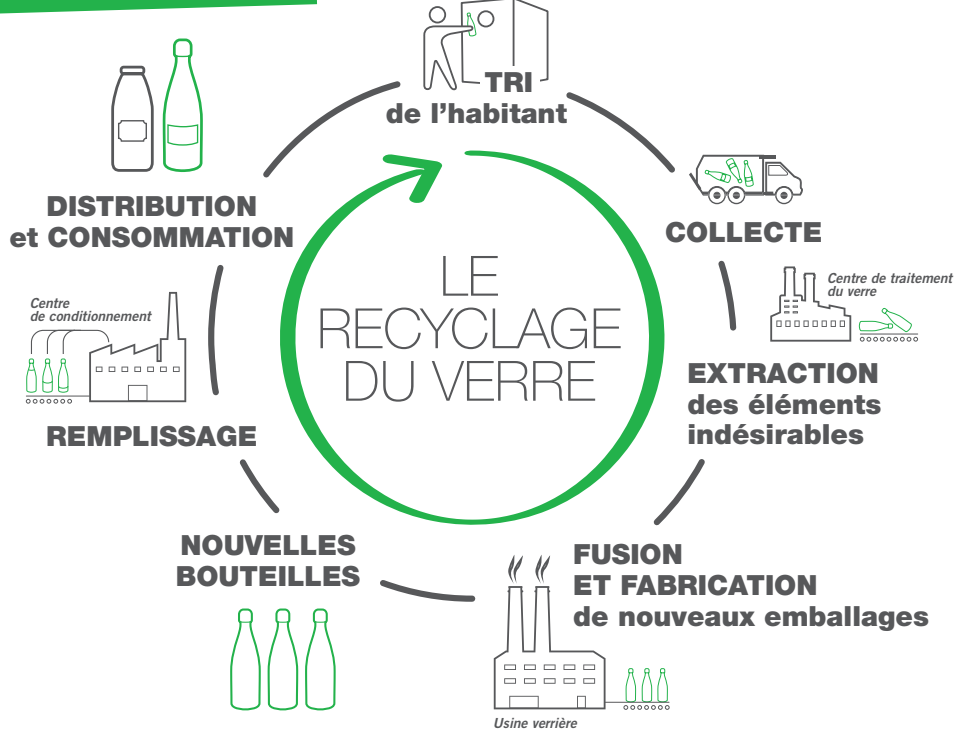 TRI
de l'habitant
COLLECTE
Centre de traitement
du verre
EXTRACTION
des éléments
indésirables
FUSION
ET FABRICATION
de nouveaux emballages
Usine verrière
NOUVELLES
BOUTEILLES
REMPLISSAGE
Centre
de conditionnement
DISTRIBUTION
et CONSOMMATION
LE
RECYCLAGE
DU VERRE